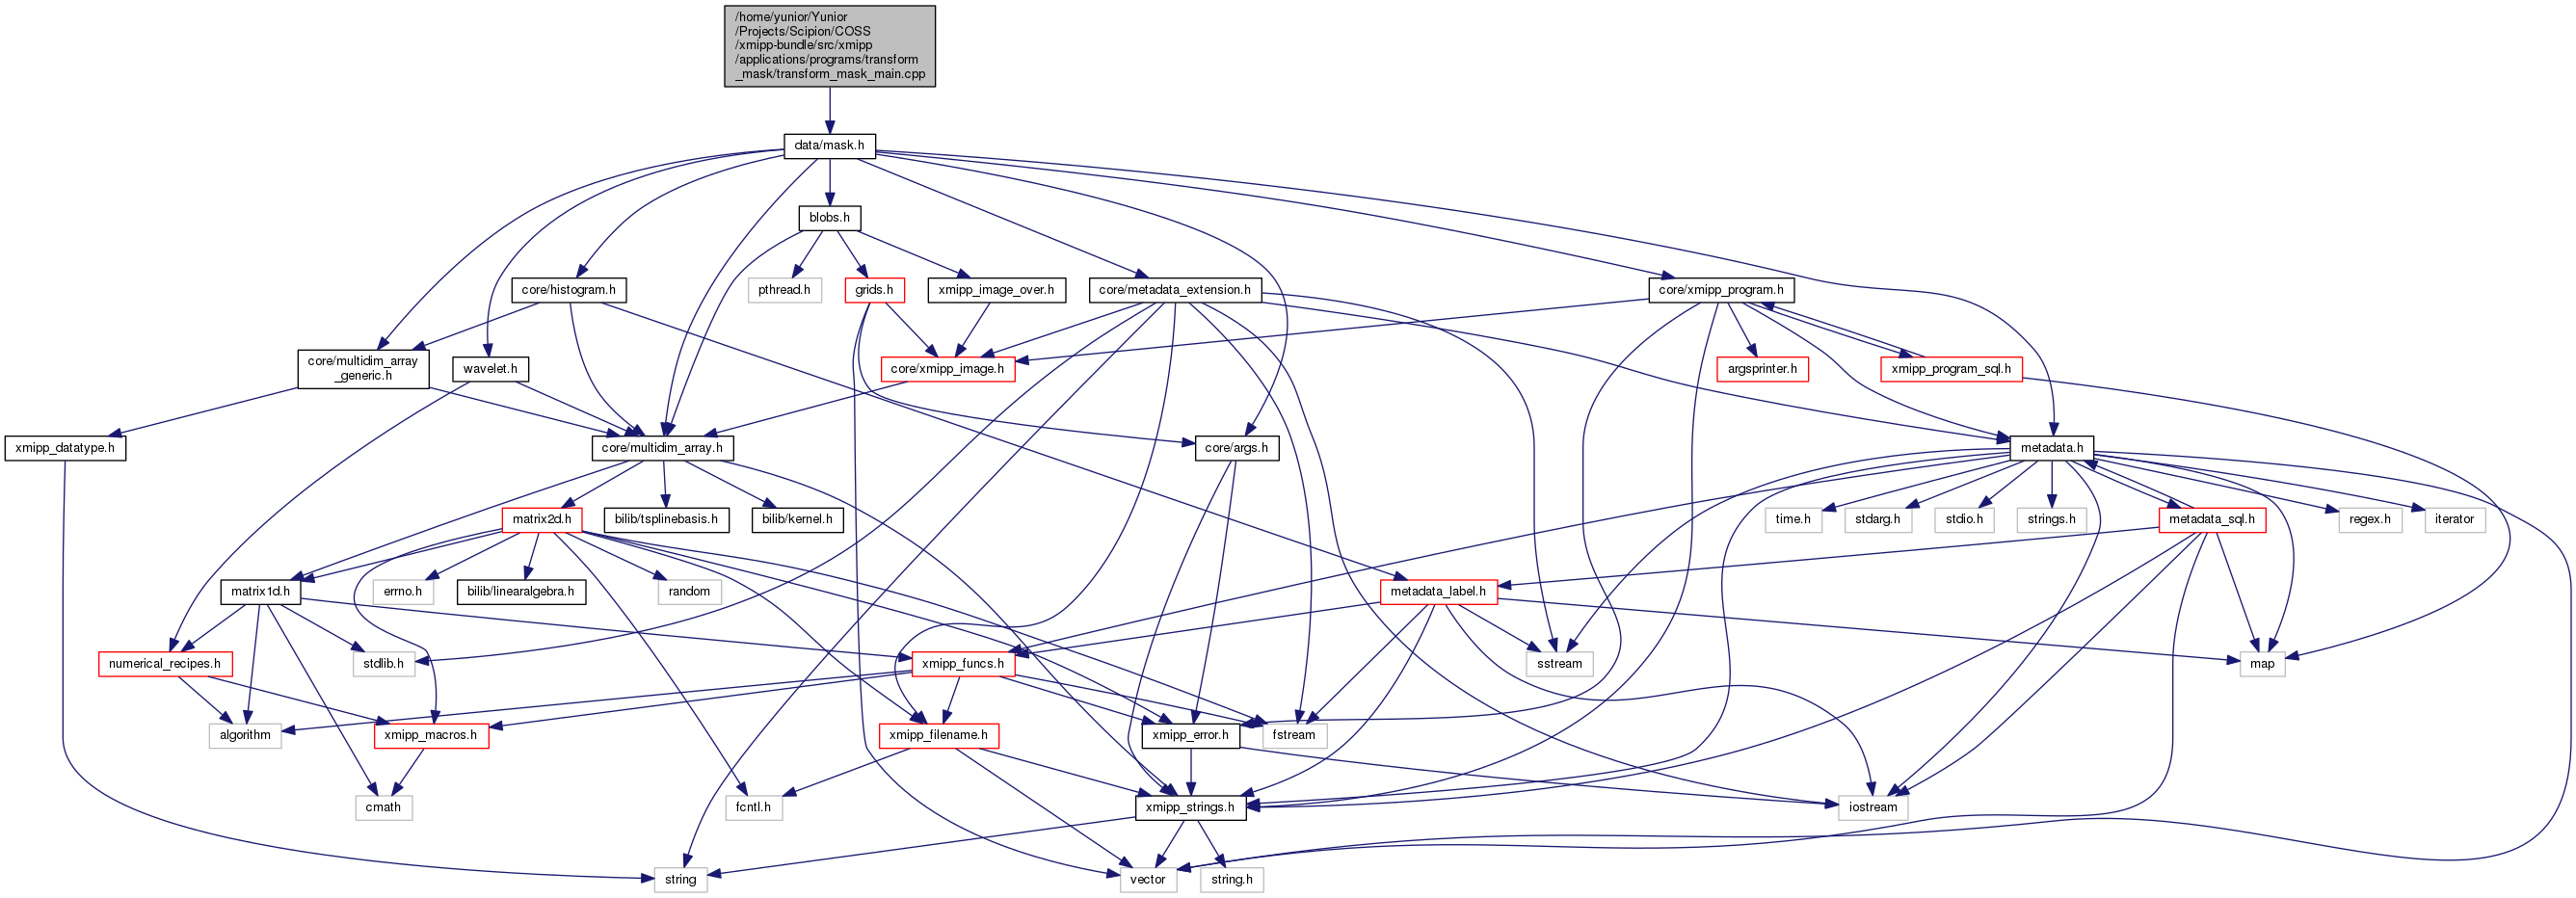 /home/yunior/Yunior
/Projects/Scipion/COSS
/xmipp-bundle/src/xmipp
/applications/programs/transform
_mask/transform_mask_main.cpp
data/mask.h
blobs.h
core/histogram.h
pthread.h
grids.h
xmipp_image_over.h
core/metadata_extension.h
core/xmipp_program.h
core/multidim_array
_generic.h
wavelet.h
core/xmipp_image.h
argsprinter.h
xmipp_program_sql.h
xmipp_datatype.h
core/multidim_array.h
core/args.h
metadata.h
matrix2d.h
bilib/tsplinebasis.h
bilib/kernel.h
time.h
stdarg.h
stdio.h
strings.h
metadata_sql.h
regex.h
iterator
matrix1d.h
errno.h
bilib/linearalgebra.h
random
metadata_label.h
numerical_recipes.h
stdlib.h
xmipp_funcs.h
sstream
map
algorithm
xmipp_macros.h
xmipp_filename.h
xmipp_error.h
fstream
cmath
fcntl.h
xmipp_strings.h
iostream
string
vector
string.h